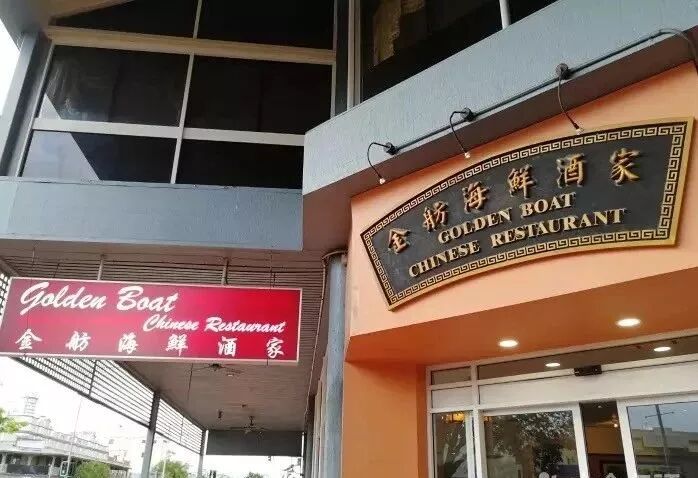 Golden Boat
Chinese Restaurant
金舫海鮮酒家
金舫海鮮酒家
GOLDEN BOAT
CHINESE RESTAURANT